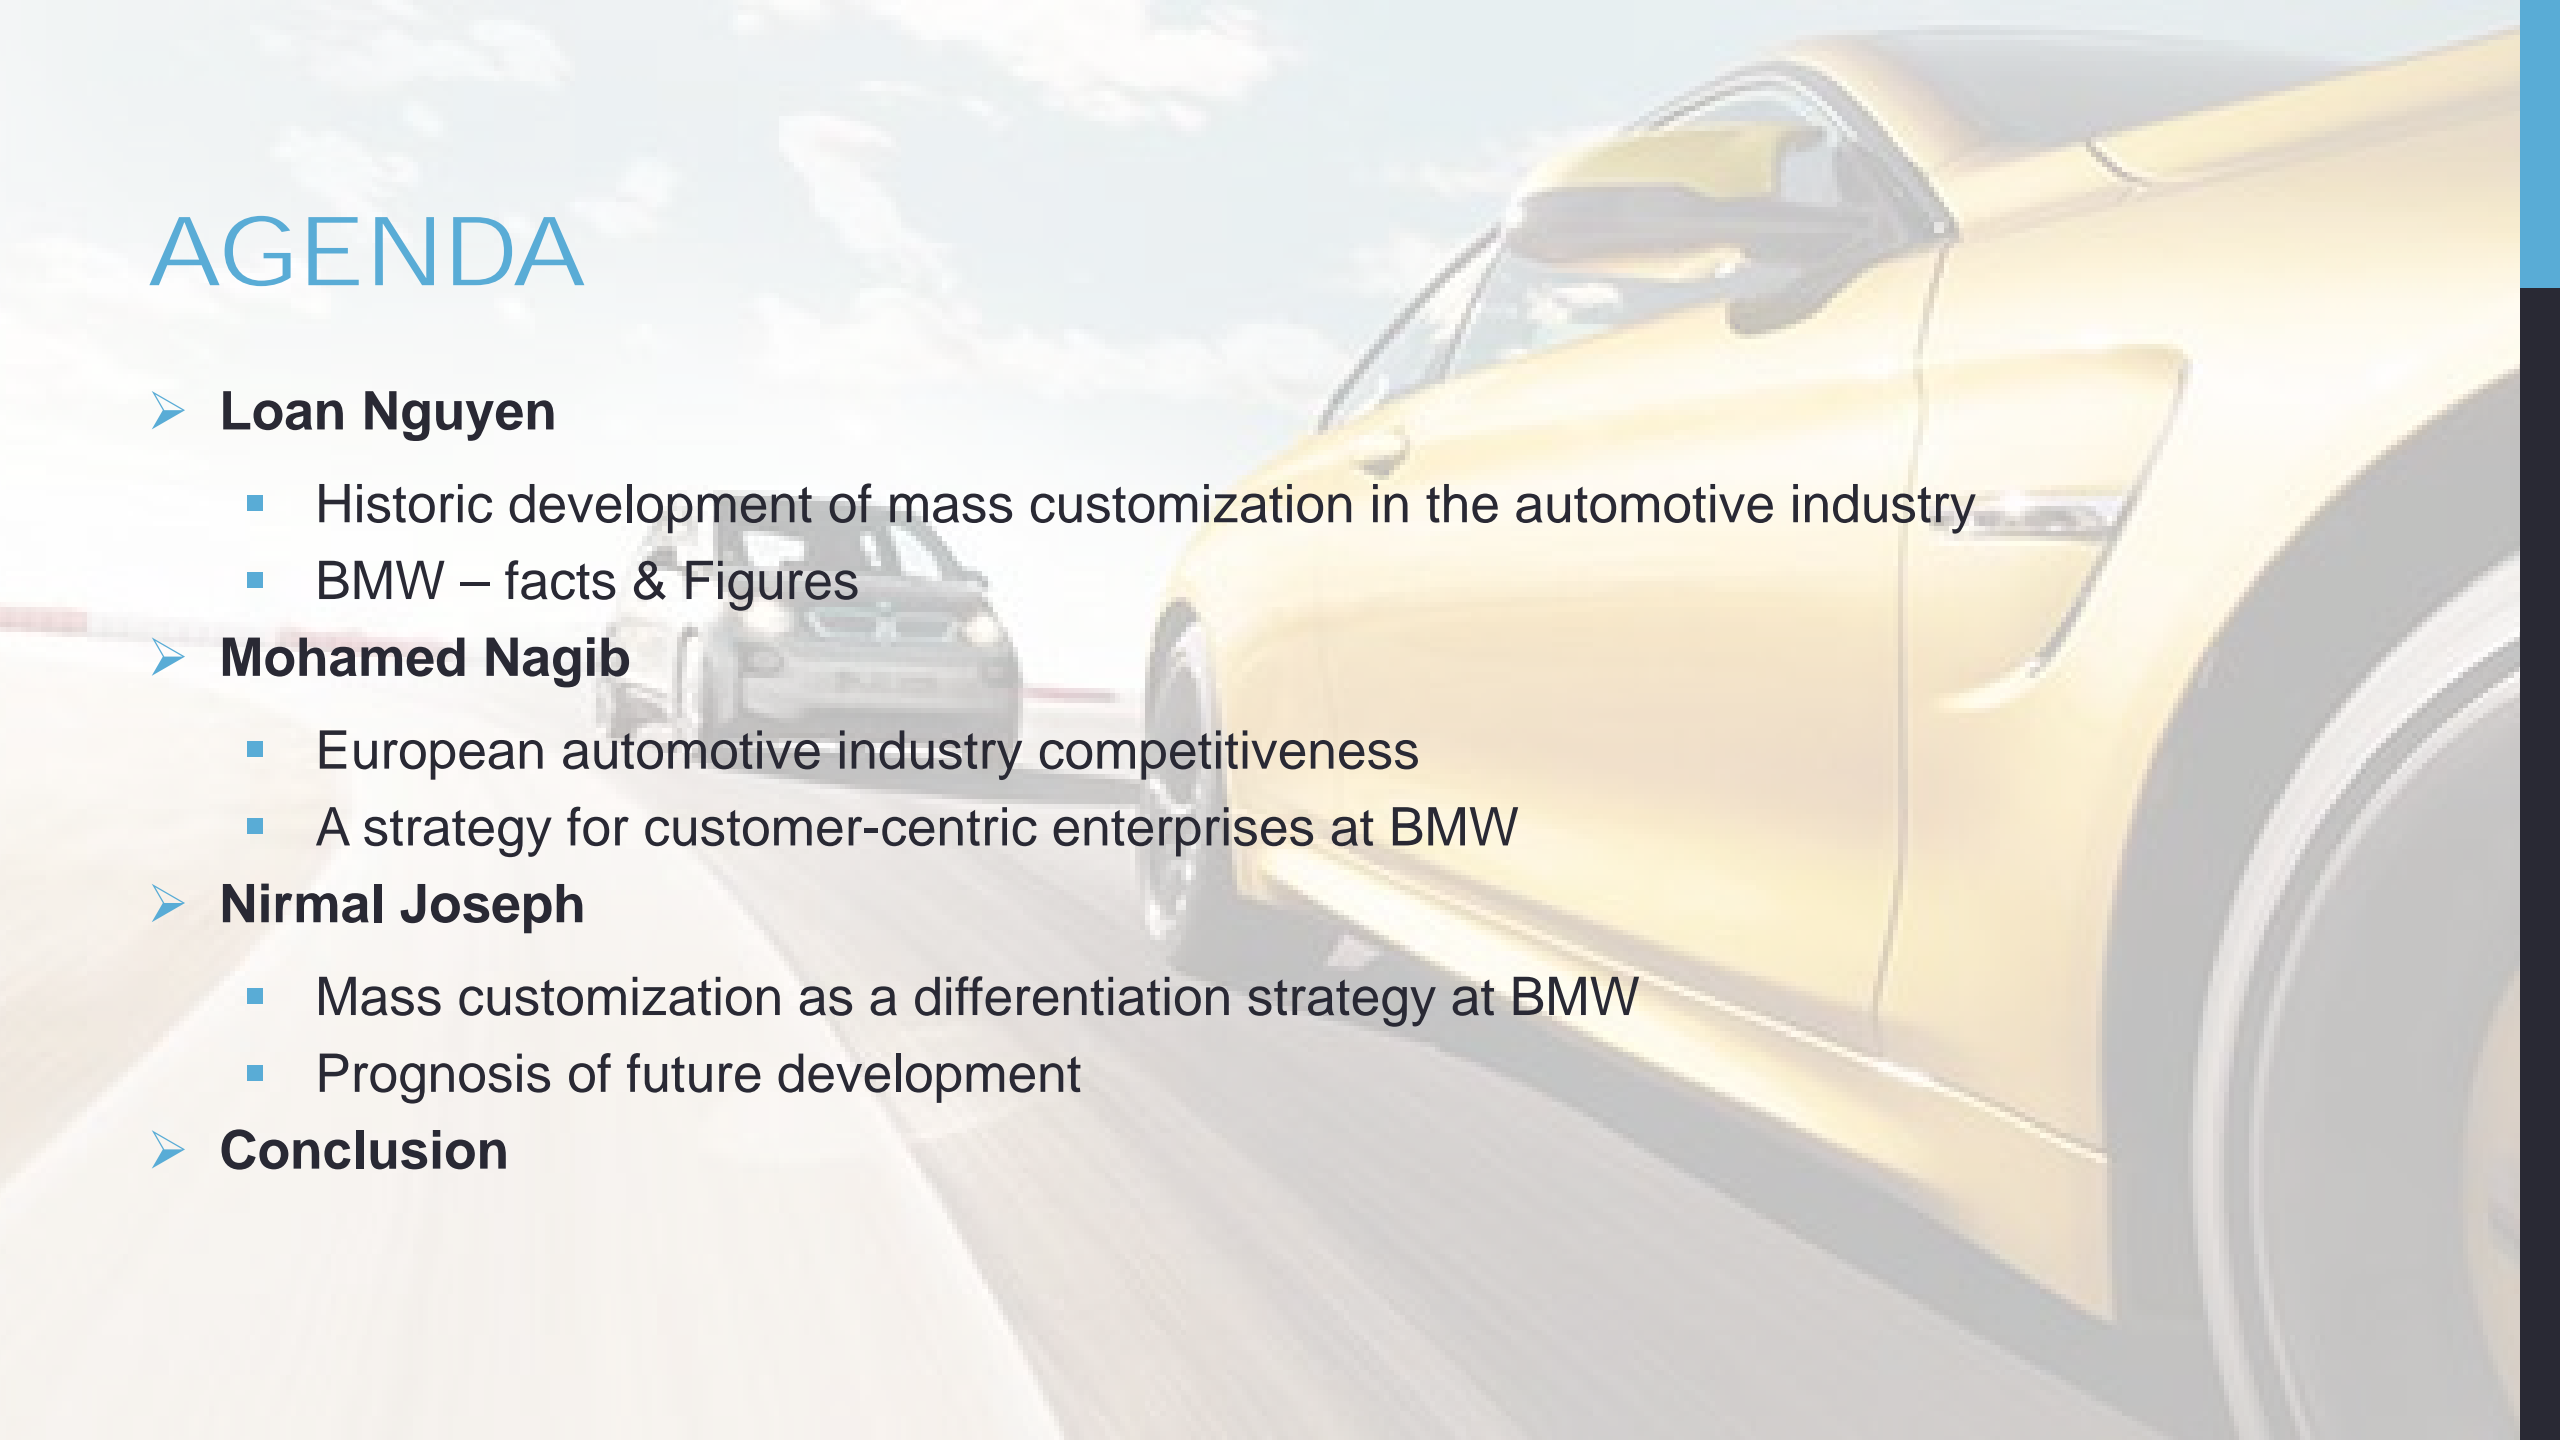 AGENDA
Loan Nguyen
Historic development of mass customization in the automotive industry
BMW – facts & Figures
Mohamed Nagib
European automotive industry competitiveness
A strategy for customer-centric enterprises at BMW
Nirmal Joseph
Mass customization as a differentiation strategy at BMW
Prognosis of future development
Conclusion